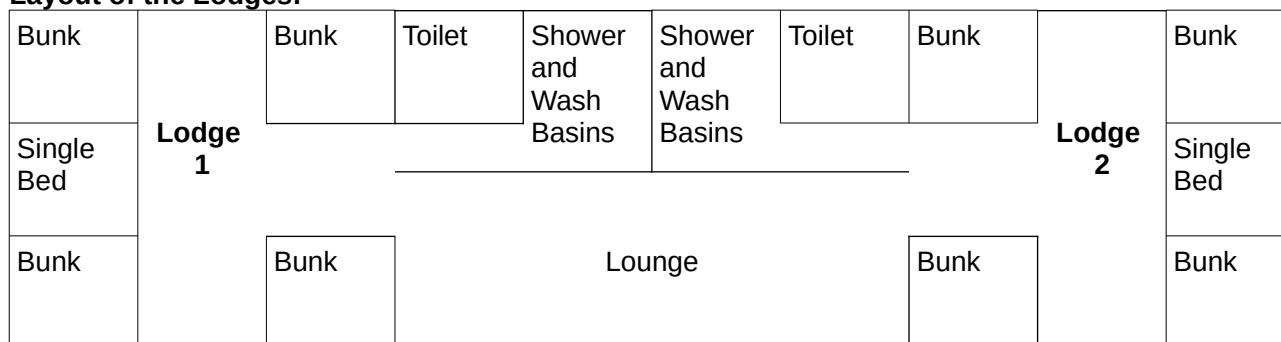 Layout of the Lodges:
Bunk
Bunk
Toilet
Shower
and
Wash
Basins
Shower
and
Wash
Basins
Toilet
Bunk
Bunk
Lodge
1
Lodge
2
Single
Bed
Single
Bed
Bunk
Bunk
Lounge
Bunk
Bunk